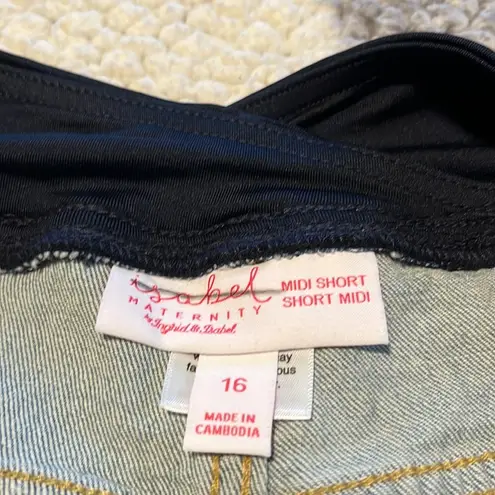 isabel
MATERNITY
by Ingrid & Isabel
MIDI SHORT
SHORT MIDI
16
MADE IN
CAMBODIA